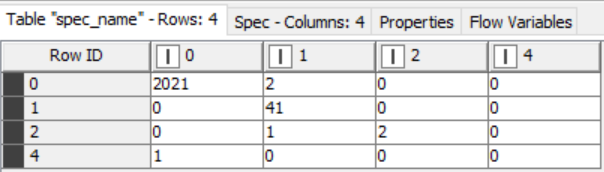 Table "spec_name" - Rows: 4 Spec - Columns: 4 Properties Flow Variables
Row ID I 0 I 1 I 2 I 4
0 2021 2 0 0
1 0 41 0 0
2 0 1 2 0
4 1 0 0 0